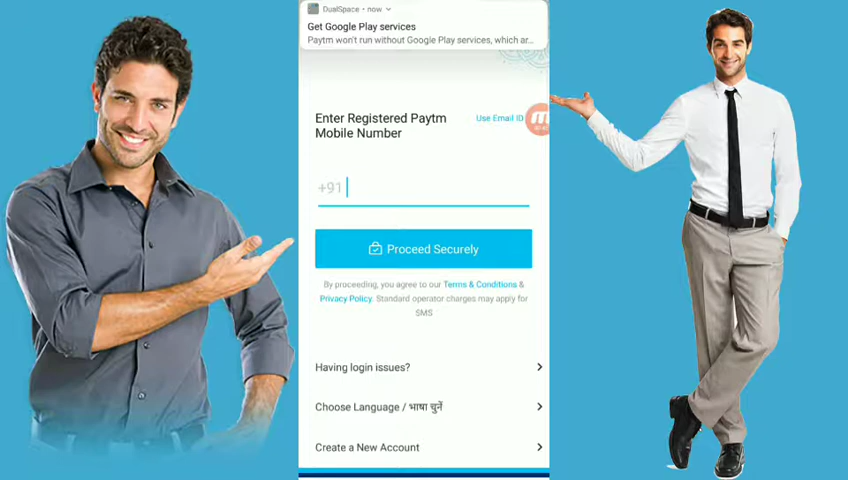 DualSpace • now
Get Google Play services
Paytm won't run without Google Play services, which ar...
Enter Registered Paytm
Mobile Number
Use Email ID
+91
Proceed Securely
By proceeding, you agree to our Terms & Conditions &
Privacy Policy. Standard operator charges may apply for
SMS
Having login issues?
Choose Language / भाषा चुनें
Create a New Account